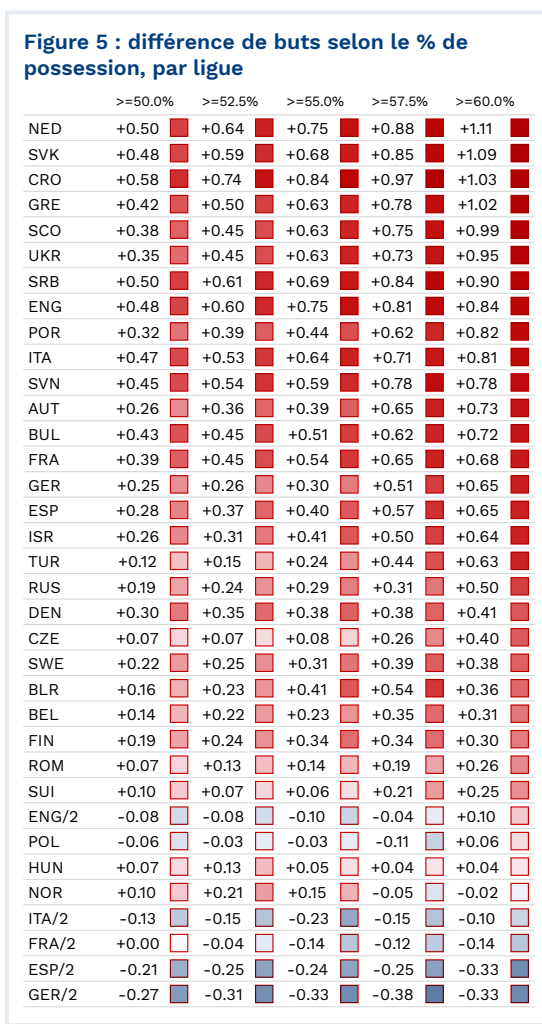 Figure 5 : différence de buts selon le % de
possession, par ligue
>=50.0% >=52.5% >=55.0% >=57.5% >=60.0%
NED +0.50 +0.64 +0.75 +0.88 +1.11
SVK +0.48 +0.59 +0.68 +0.85 +1.09
CRO +0.58 +0.74 +0.84 +0.97 +1.03
GRE +0.42 +0.50 +0.63 +0.78 +1.02
SCO +0.38 +0.45 +0.63 +0.75 +0.99
UKR +0.35 +0.45 +0.63 +0.73 +0.95
SRB +0.50 +0.61 +0.69 +0.84 +0.90
ENG +0.48 +0.60 +0.75 +0.81 +0.84
POR +0.32 +0.39 +0.44 +0.62 +0.82
ITA +0.47 +0.53 +0.64 +0.71 +0.81
SVN +0.45 +0.54 +0.59 +0.78 +0.78
AUT +0.26 +0.36 +0.39 +0.65 +0.73
BUL +0.43 +0.45 +0.51 +0.62 +0.72
FRA +0.39 +0.45 +0.54 +0.65 +0.68
GER +0.25 +0.26 +0.30 +0.51 +0.65
ESP +0.28 +0.37 +0.40 +0.57 +0.65
ISR +0.26 +0.31 +0.41 +0.50 +0.64
TUR +0.12 +0.15 +0.24 +0.44 +0.63
RUS +0.19 +0.24 +0.29 +0.31 +0.50
DEN +0.30 +0.35 +0.38 +0.38 +0.41
CZE +0.07 +0.07 +0.08 +0.26 +0.40
SWE +0.22 +0.25 +0.31 +0.39 +0.38
BLR +0.16 +0.23 +0.41 +0.54 +0.36
BEL +0.14 +0.22 +0.23 +0.35 +0.31
FIN +0.19 +0.24 +0.34 +0.34 +0.30
ROM +0.07 +0.13 +0.14 +0.19 +0.26
SUI +0.10 +0.07 +0.06 +0.21 +0.25
ENG/2 -0.08 -0.08 -0.10 -0.04 +0.10
POL -0.06 -0.03 -0.03 -0.11 +0.06
HUN +0.07 +0.13 +0.05 +0.04 +0.04
NOR +0.10 +0.21 +0.15 -0.05 -0.02
ITA/2 -0.13 -0.15 -0.23 -0.15 -0.10
FRA/2 +0.00 -0.04 -0.14 -0.12 -0.14
ESP/2 -0.21 -0.25 -0.24 -0.25 -0.33
GER/2 -0.27 -0.31 -0.33 -0.38 -0.33